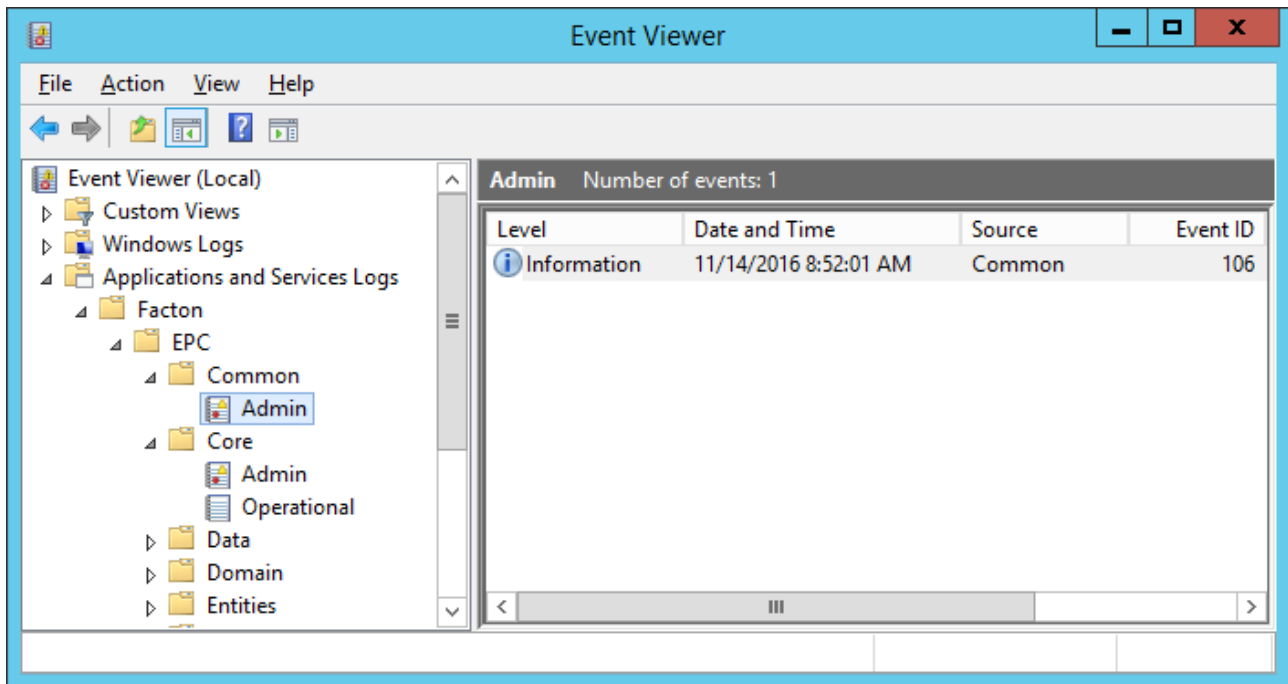 Event Viewer
File Action View Help
Event Viewer (Local)
Custom Views
Windows Logs
Applications and Services Logs
Facton
EPC
Common
Admin
Core
Admin
Operational
Data
Domain
Entities
Admin Number of events: 1
Level Date and Time Source Event ID
Information 11/14/2016 8:52:01 AM Common 106